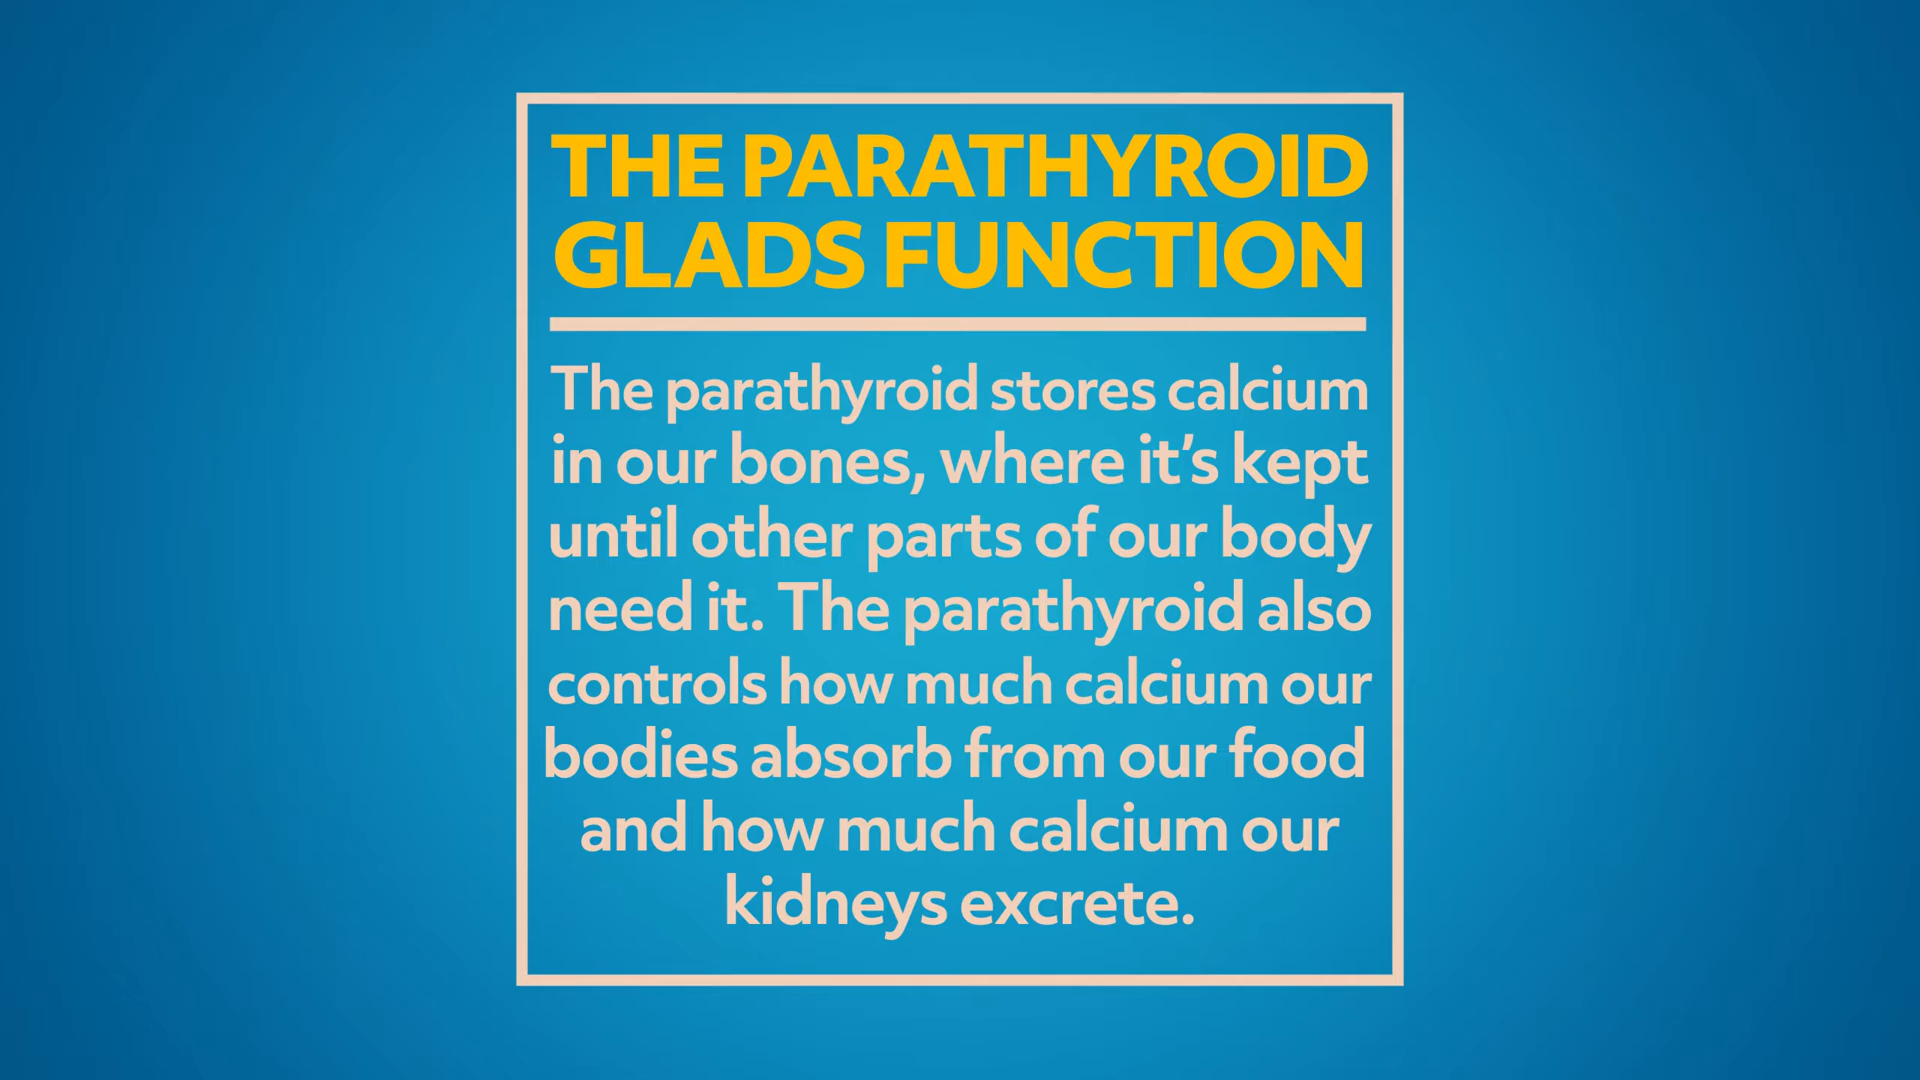 THE PARATHYROID
GLADS FUNCTION
The parathyroid stores calcium
in our bones, where it’s kept
until other parts of our body
need it. The parathyroid also
controls how much calcium our
bodies absorb from our food
and how much calcium our
kidneys excrete.